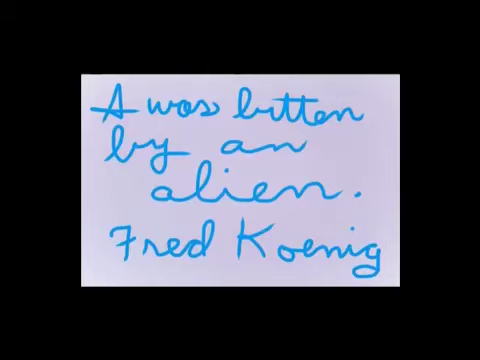 A was bitten
by an
alien.
Fred Koenig